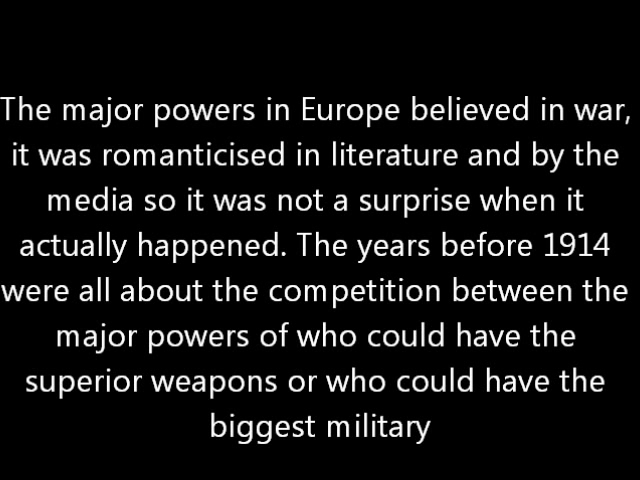 The major powers in Europe believed in war,
it was romanticised in literature and by the
media so it was not a surprise when it
actually happened. The years before 1914
were all about the competition between the
major powers of who could have the
superior weapons or who could have the
biggest military